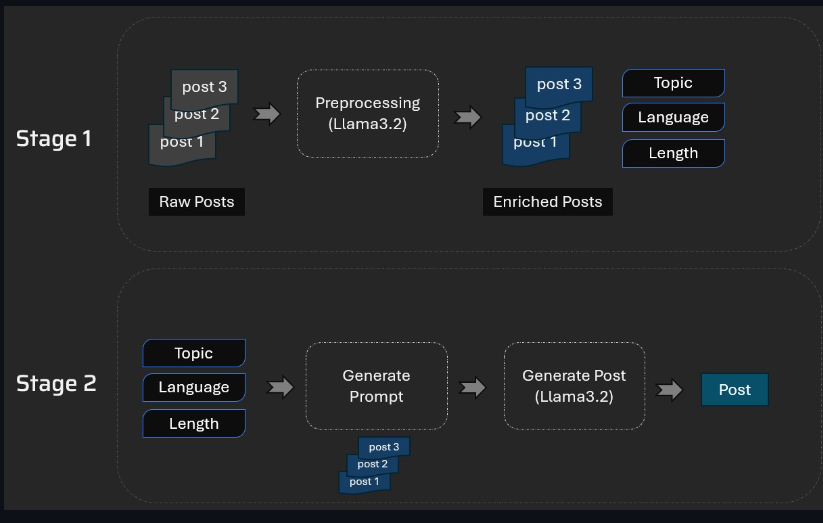 Stage 1
post 3
post 2
post 1
Raw Posts
Preprocessing
(Llama3.2)
post 3
post 2
post 1
Enriched Posts
Topic
Language
Length
Stage 2
Topic
Language
Length
Generate
Prompt
post 3
post 2
post 1
Generate Post
(Llama3.2)
Post